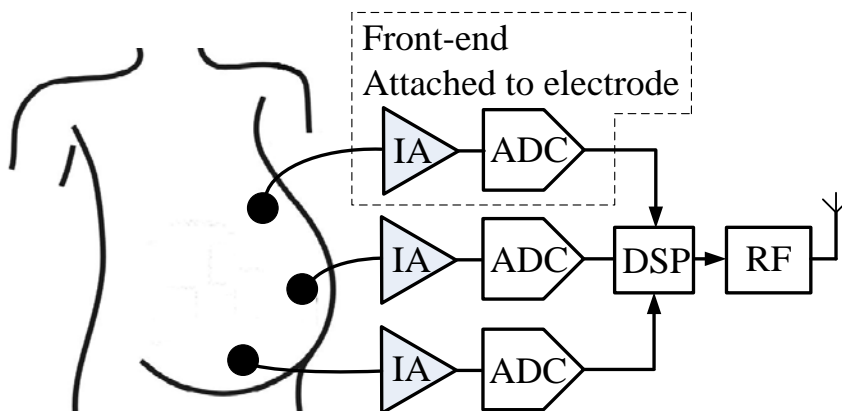 Front-end
Attached to electrode
IA ADC
IA ADC DSP RF
IA ADC